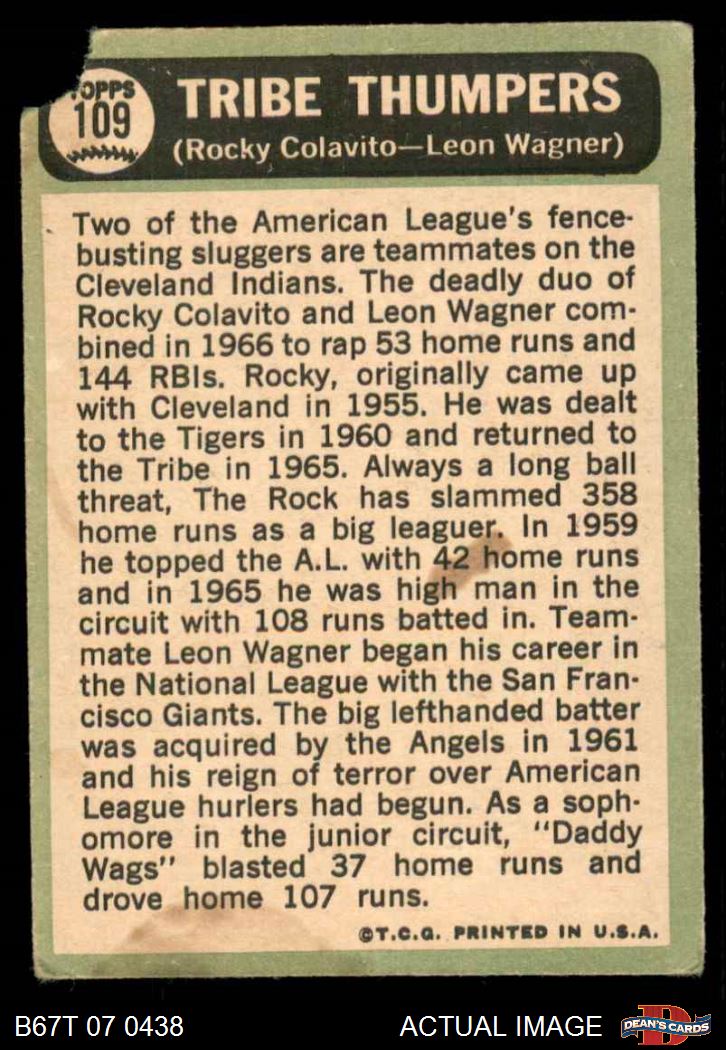 TOPPS
109
TRIBE THUMPERS
(Rocky Colavito—Leon Wagner)
Two of the American League's fence-
busting sluggers are teammates on the
Cleveland Indians. The deadly duo of
Rocky Colavito and Leon Wagner com-
bined in 1966 to rap 53 home runs and
144 RBIs. Rocky, originally came up
with Cleveland in 1955. He was dealt
to the Tigers in 1960 and returned to
the Tribe in 1965. Always a long ball
threat, The Rock has slammed 358
home runs as a big leaguer. In 1959
he topped the A.L. with 42 home runs
and in 1965 he was high man in the
circuit with 108 runs batted in. Team-
mate Leon Wagner began his career in
the National League with the San Fran-
cisco Giants. The big lefthanded batter
was acquired by the Angels in 1961
and his reign of terror over American
League hurlers had begun. As a soph-
omore in the junior circuit, "Daddy
Wags" blasted 37 home runs and
drove home 107 runs.
©T.C.G. PRINTED IN U.S.A.
B67T 07 0438 ACTUAL IMAGE
D
DEAN'S CARDS